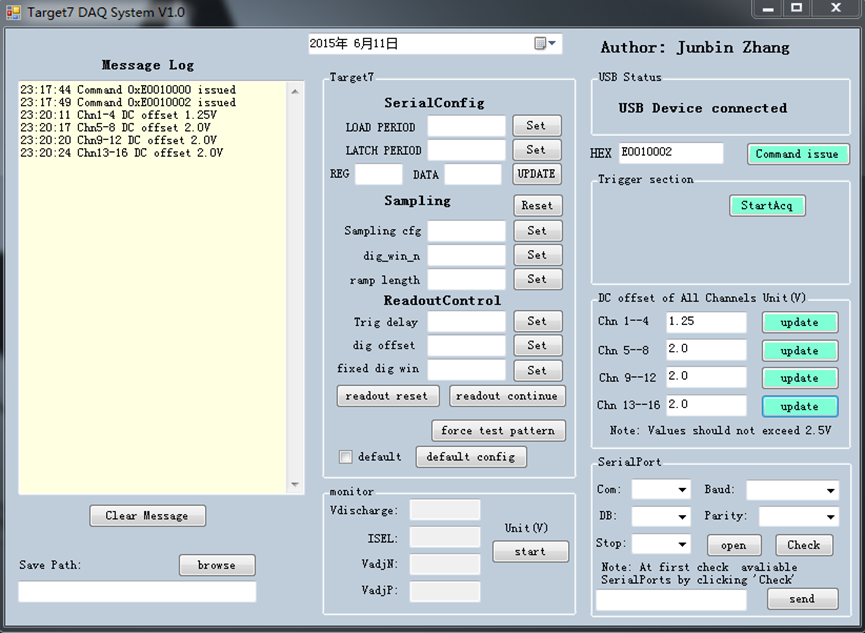 Target7 DAQ System V1.0
2015年 6月11日
Author: Junbin Zhang
Message Log
23:17:44 Command 0xE0010000 issued
23:17:49 Command 0xE0010002 issued
23:20:11 Chn1-4 DC offset 1.25V
23:20:17 Chn5-8 DC offset 2.0V
23:20:20 Chn9-12 DC offset 2.0V
23:20:24 Chn13-16 DC offset 2.0V
Clear Message
Save Path: browse
Target7
SerialConfig
LOAD PERIOD Set
LATCH PERIOD Set
REG DATA UPDATE
Sampling Reset
Sampling cfg Set
dig_win_n Set
ramp length Set
ReadoutControl
Trig delay Set
dig offset Set
fixed dig win Set
readout reset readout continue
force test pattern
default default config
monitor
Vdischarge:
ISEL:
VadjN:
VadjP:
Unit(V)
start
USB Status
USB Device connected
HEX E0010002 Command issue
Trigger section
StartAcq
DC offset of All Channels Unit(V)
Chn 1--4 1.25 update
Chn 5--8 2.0 update
Chn 9--12 2.0 update
Chn 13--16 2.0 update
Note: Values should not exceed 2.5V
SerialPort
Com: Baud:
DB: Parity:
Stop: open Check
Note: At first check avaliable
SerialPorts by clicking 'Check'
send